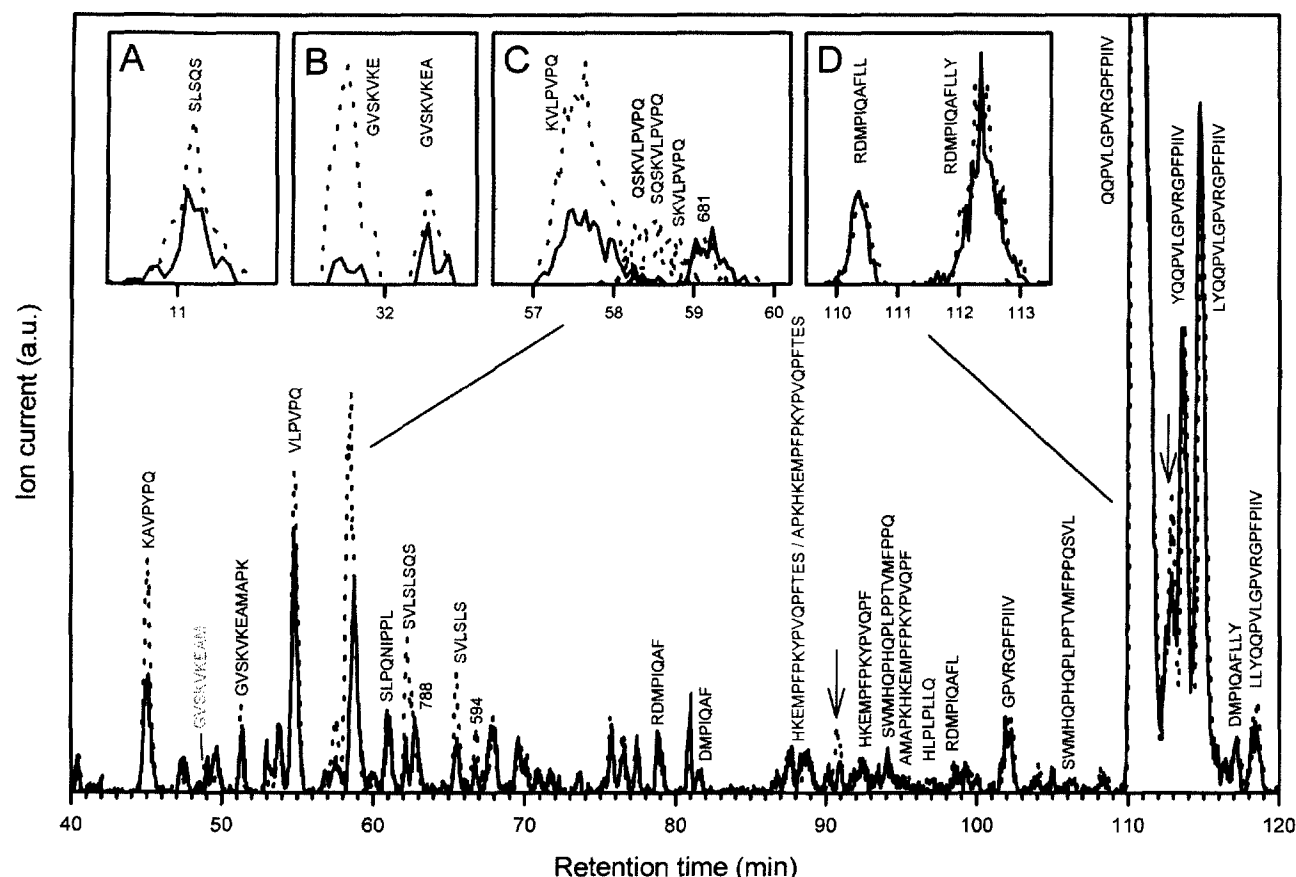 A
SLSQS
11
B
GVSKVKE
GVSKVKEA
32
C
KVLPVPQ
QSKVLPVPQ
SQSKVLPVPQ
SKVLPVPQ
681
57
58
59
60
D
RDMPIQAFLL
RDMPIQAFLLY
110
111
112
113
QQPVLGPVRGPFPIIV
YQQPVLGPVRGPFPIIV
LYQQPVLGPVRGPFPIIV
Ion current (a.u.)
KAVPYPQ
GVSKVKEAM
GVSKVKEAMAPK
VLPVPQ
SLPQNIPPL
SVLSLSQS
788
SVLSLS
594
RDMPIQAF
DMPIQAF
HKEMPFPKYPVQPFTES / APKHKEMPFPKYPVQPFTES
HKEMPFPKYPVQPF
SWMHQPHQPLPPTVMFPPQ
AMAPKHKEMPFPKYPVQPF
HLPLPLLQ
RDMPIQAFL
GPVRGPFPIIV
SWMHQPHQPLPPTVMFPPQSVL
DMPIQAFLLY
LLYQQPVLGPVRGPFPIIV
40
50
60
70
80
90
100
110
120
Retention time (min)